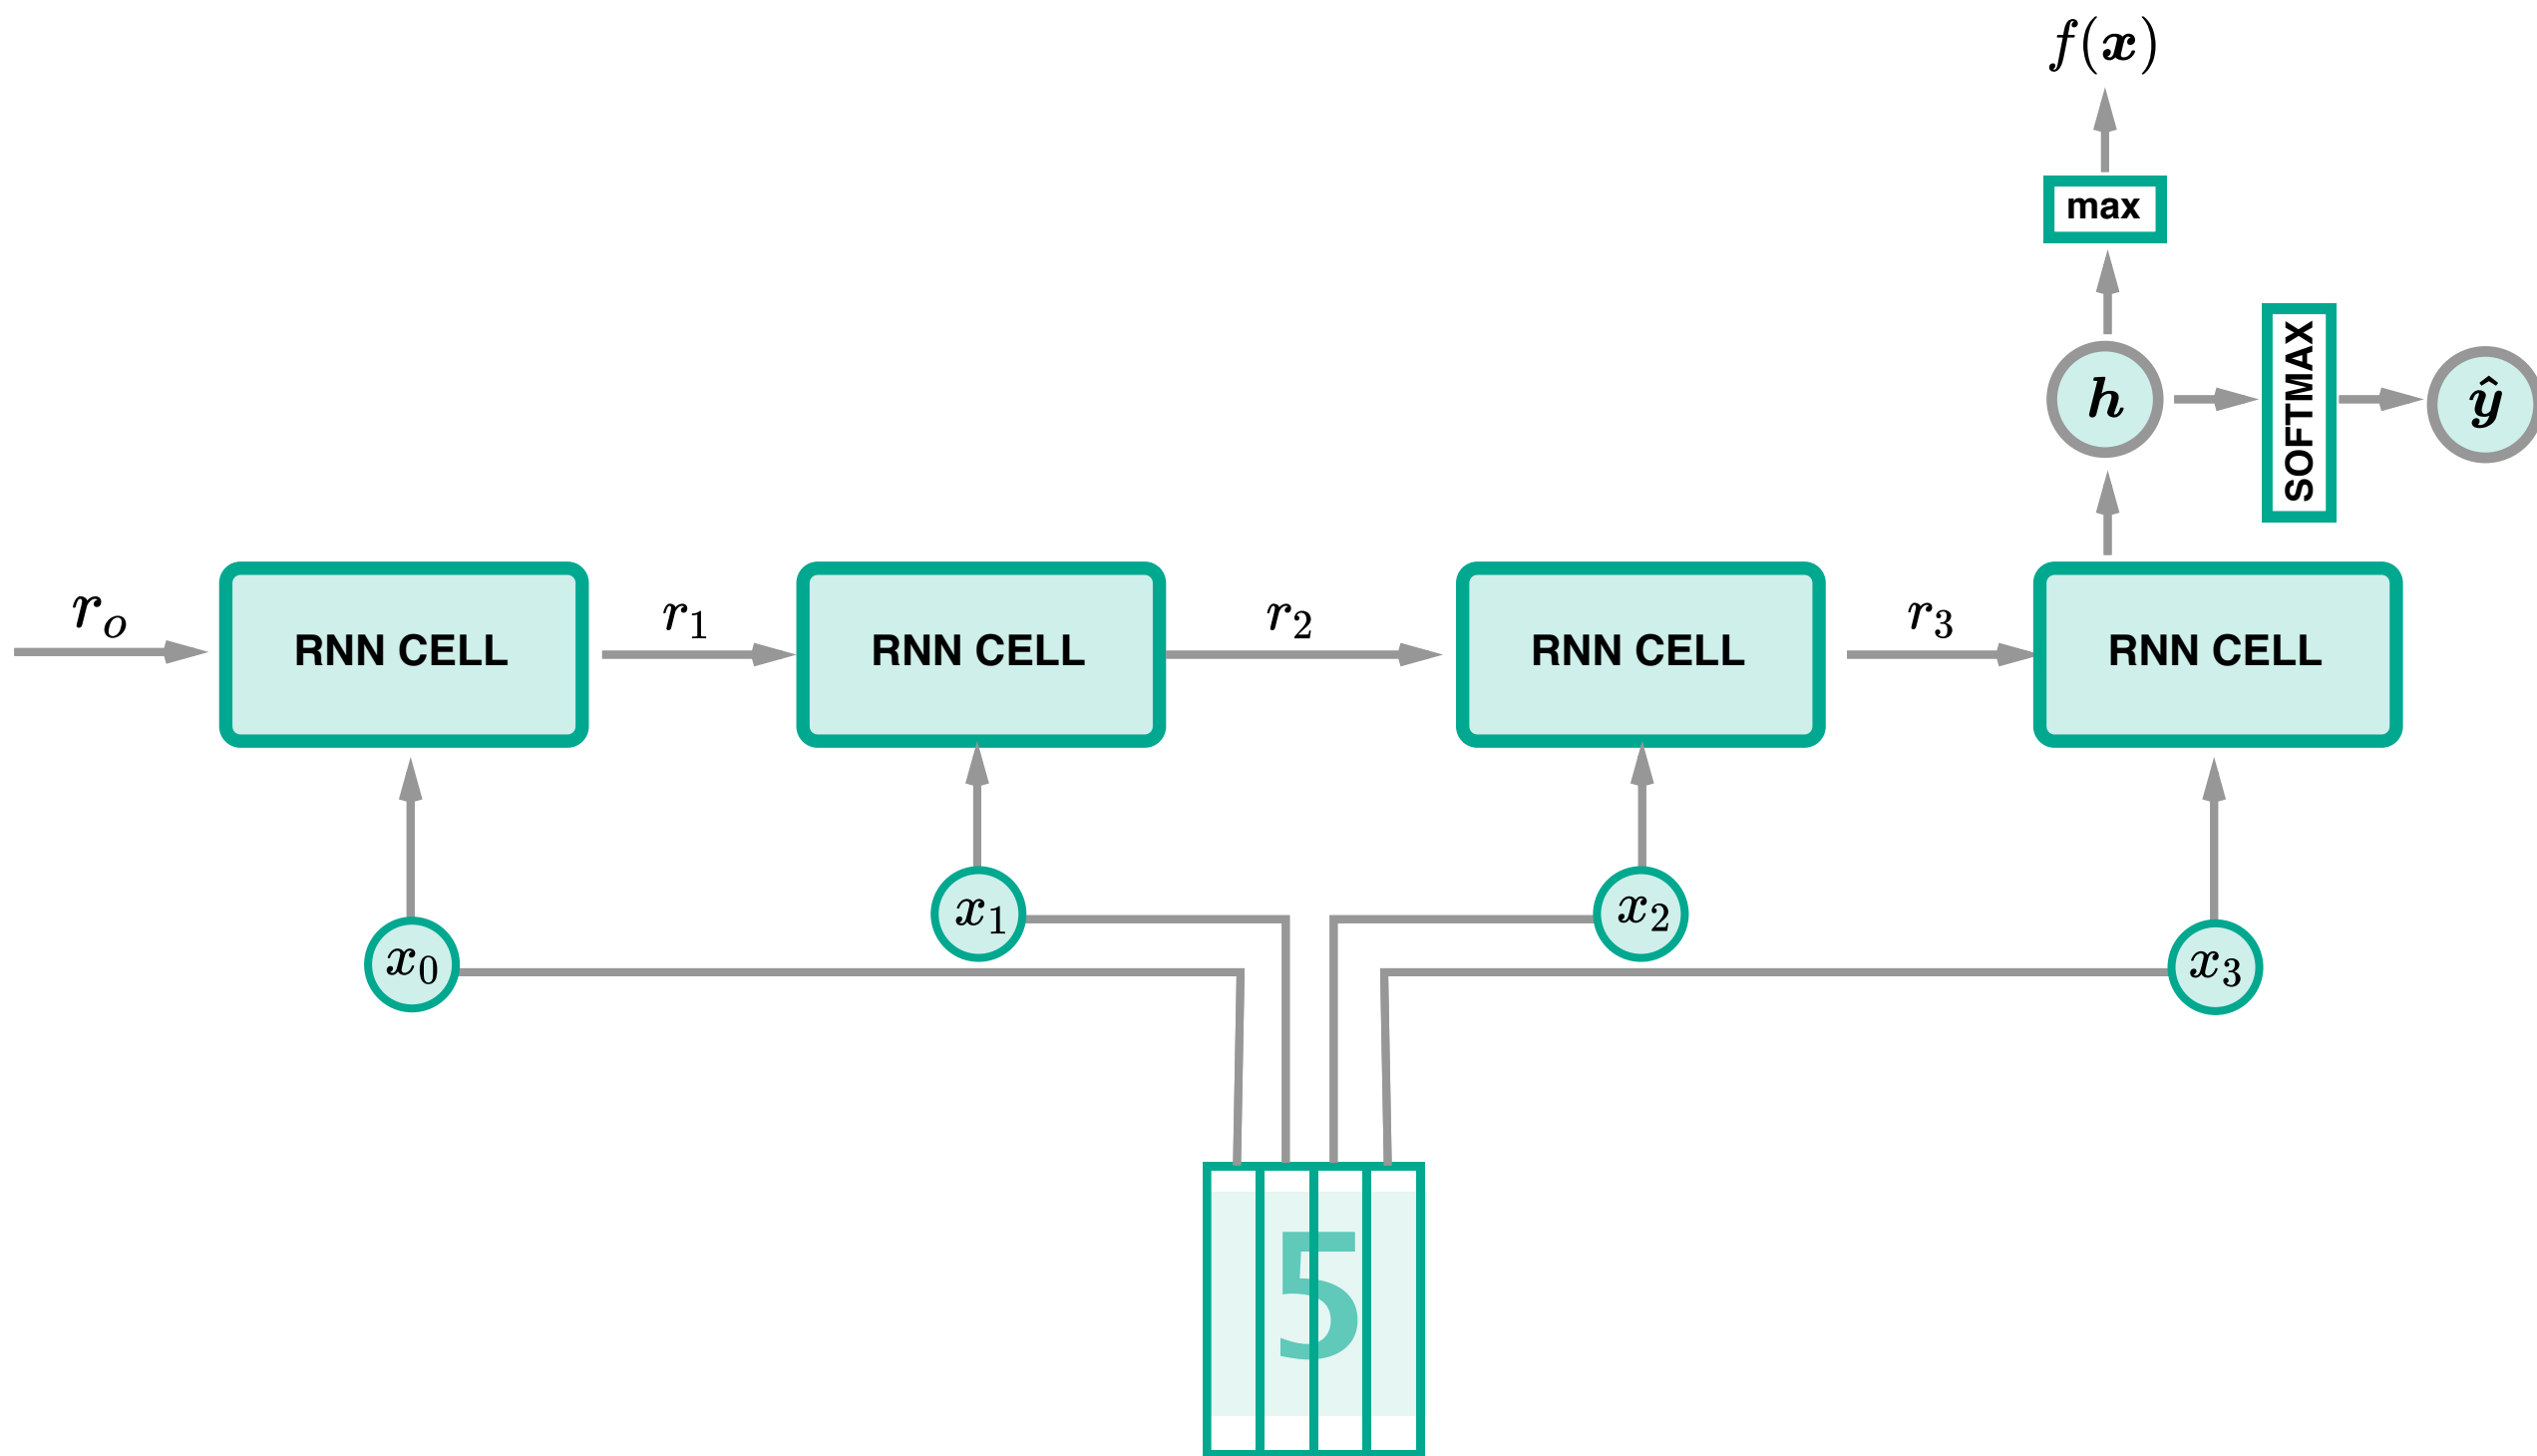 f(x)
max
SOFTMAX
h
ŷ
r_o
r_1
r_2
r_3
RNN CELL
RNN CELL
RNN CELL
RNN CELL
x_1
x_2
x_0
x_3
5